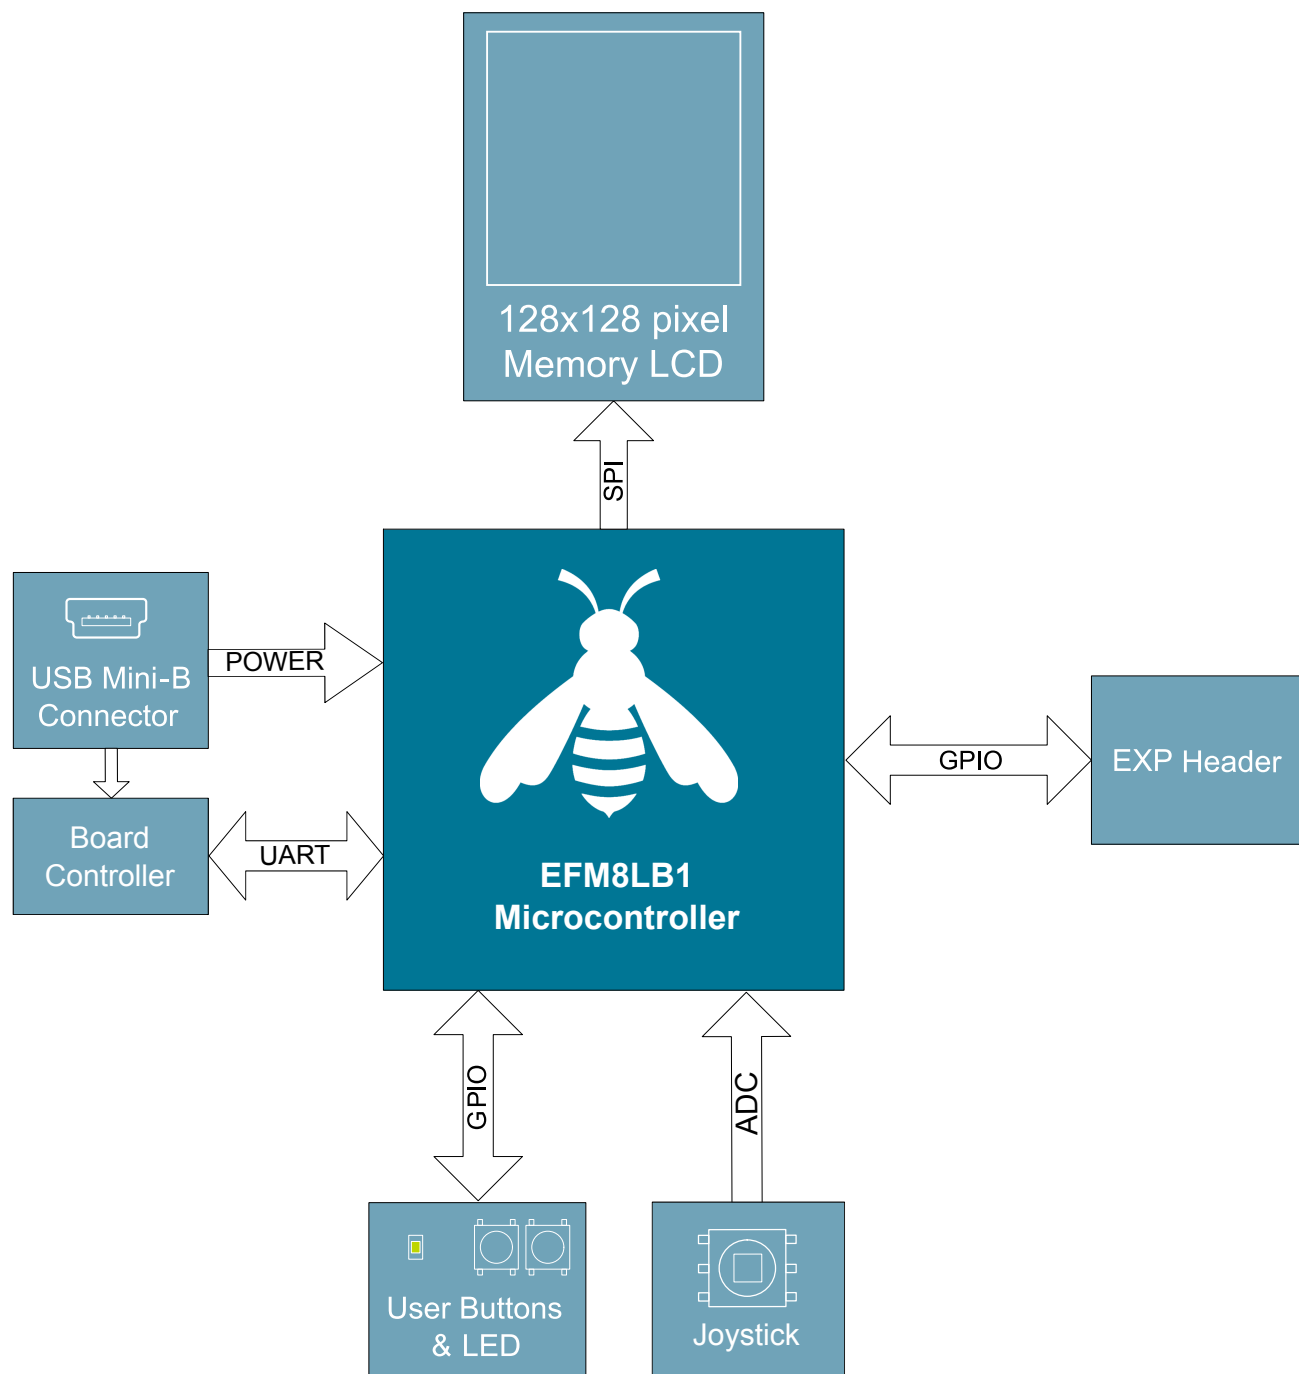 128x128 pixel
Memory LCD
SPI
USB Mini-B
Connector
POWER
Board
Controller
UART
EFM8LB1
Microcontroller
GPIO
EXP Header
GPIO
ADC
User Buttons
& LED
Joystick